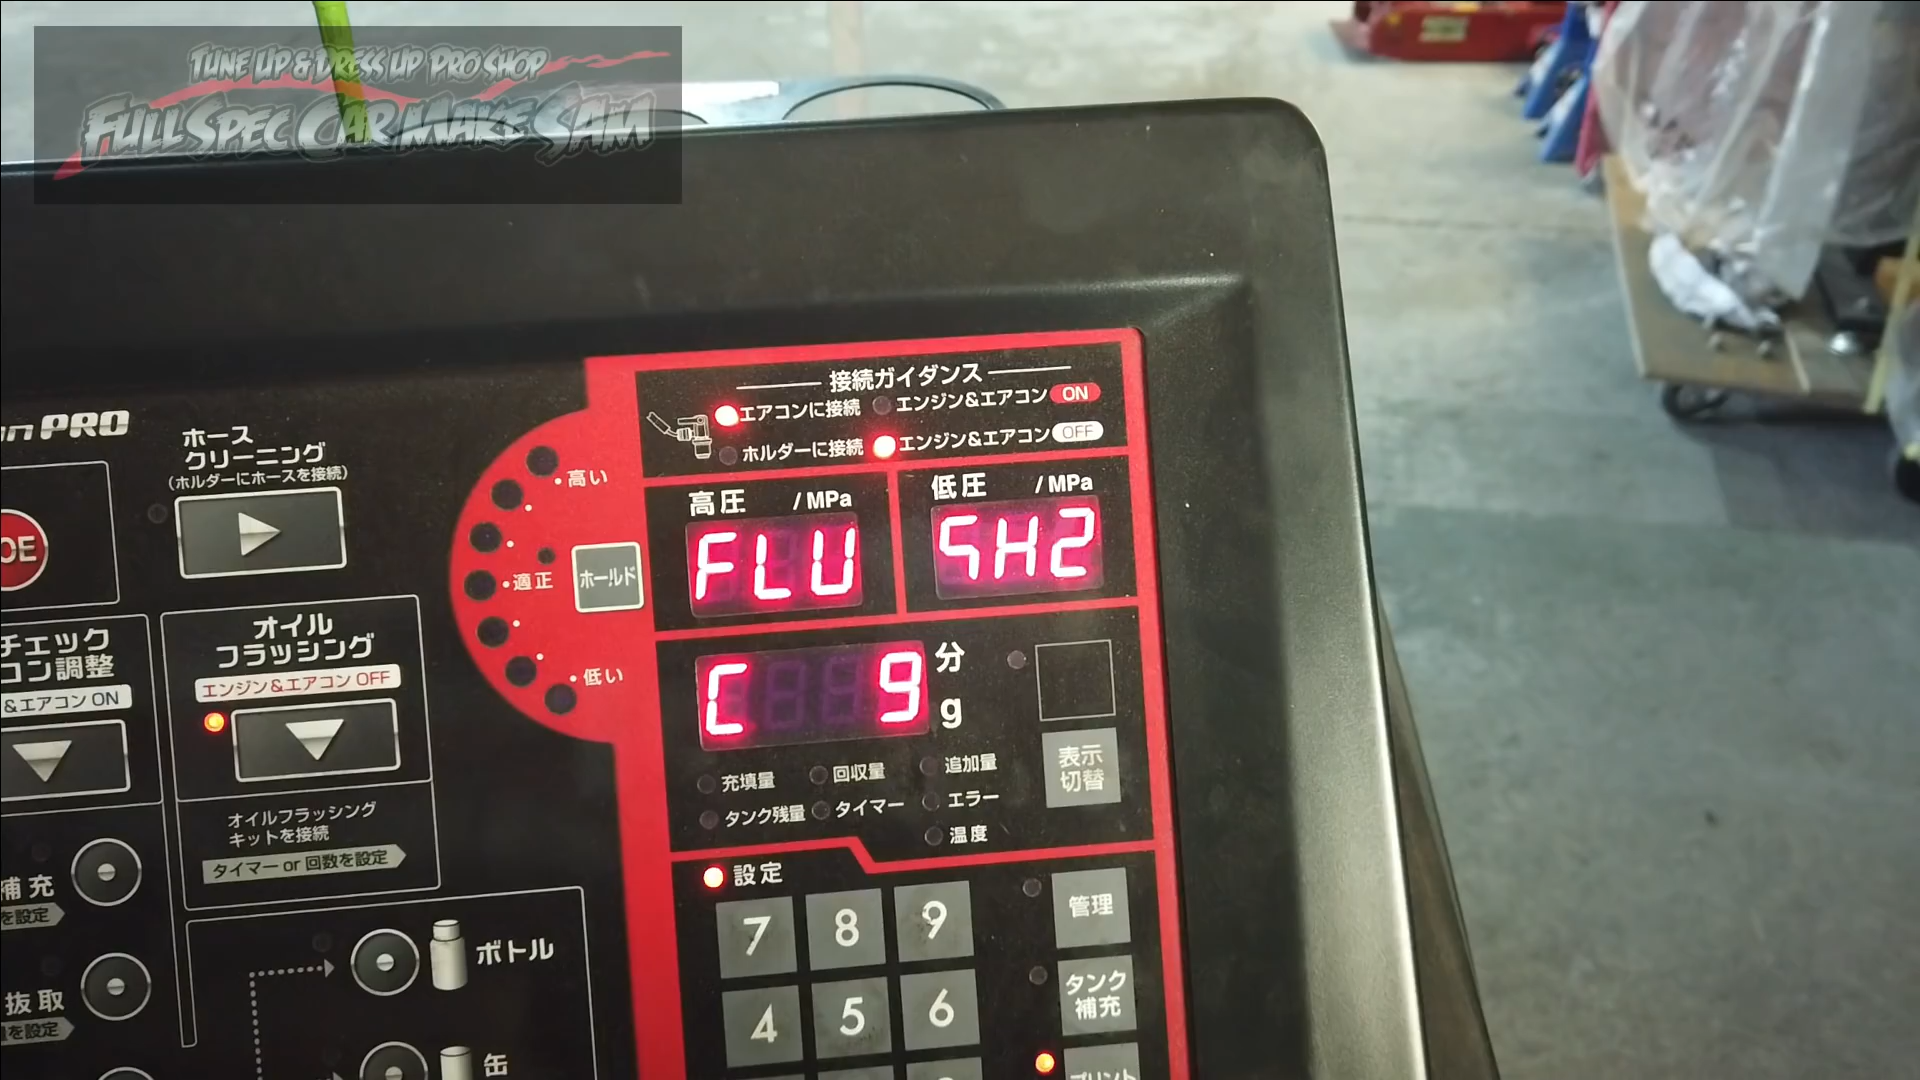 TUNE UP & DRESS UP PRO SHOP
FULL SPEC CAR MAKE SAM
接続ガイダンス
エアコンに接続
エンジン&エアコン ON
ホルダーに接続
エンジン&エアコン OFF
PRO
ホース
クリーニング
(ホルダーにホースを接続)
高い
適正
低い
ホールド
高圧 /MPa
低圧 /MPa
FLU
SH2
C 9
分
g
オイル
フラッシング
エンジン&エアコン OFF
オイルフラッシング
キットを接続
タイマー or 回数を設定
チェック
コン調整
&エアコン ON
表示
切替
充填量
回収量
追加量
タンク残量
タイマー
エラー
温度
設定
7 8 9
4 5 6
管理
タンク
補充
プリント
補充
を設定
抜取
を設定
ボトル
缶